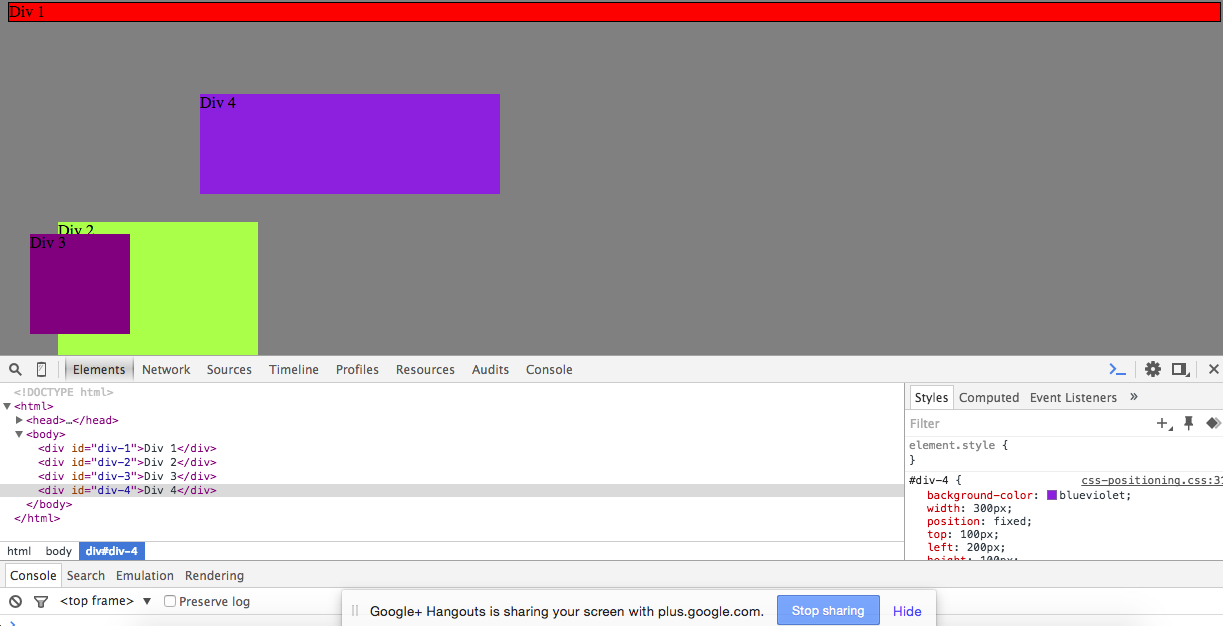 Div 1
Div 4
Div 2
Div 3
Elements Network Sources Timeline Profiles Resources Audits Console
<!DOCTYPE html>
<html>
<head>…</head>
<body>
<div id="div-1">Div 1</div>
<div id="div-2">Div 2</div>
<div id="div-3">Div 3</div>
<div id="div-4">Div 4</div>
</body>
</html>
html body div#div-4
Styles Computed Event Listeners »
Filter
element.style {
}
#div-4 { css-positioning.css:31
background-color: blueviolet;
width: 300px;
position: fixed;
top: 100px;
left: 200px;
height: 100px;
Console Search Emulation Rendering
<top frame> ▼ Preserve log
Google+ Hangouts is sharing your screen with plus.google.com. Stop sharing Hide